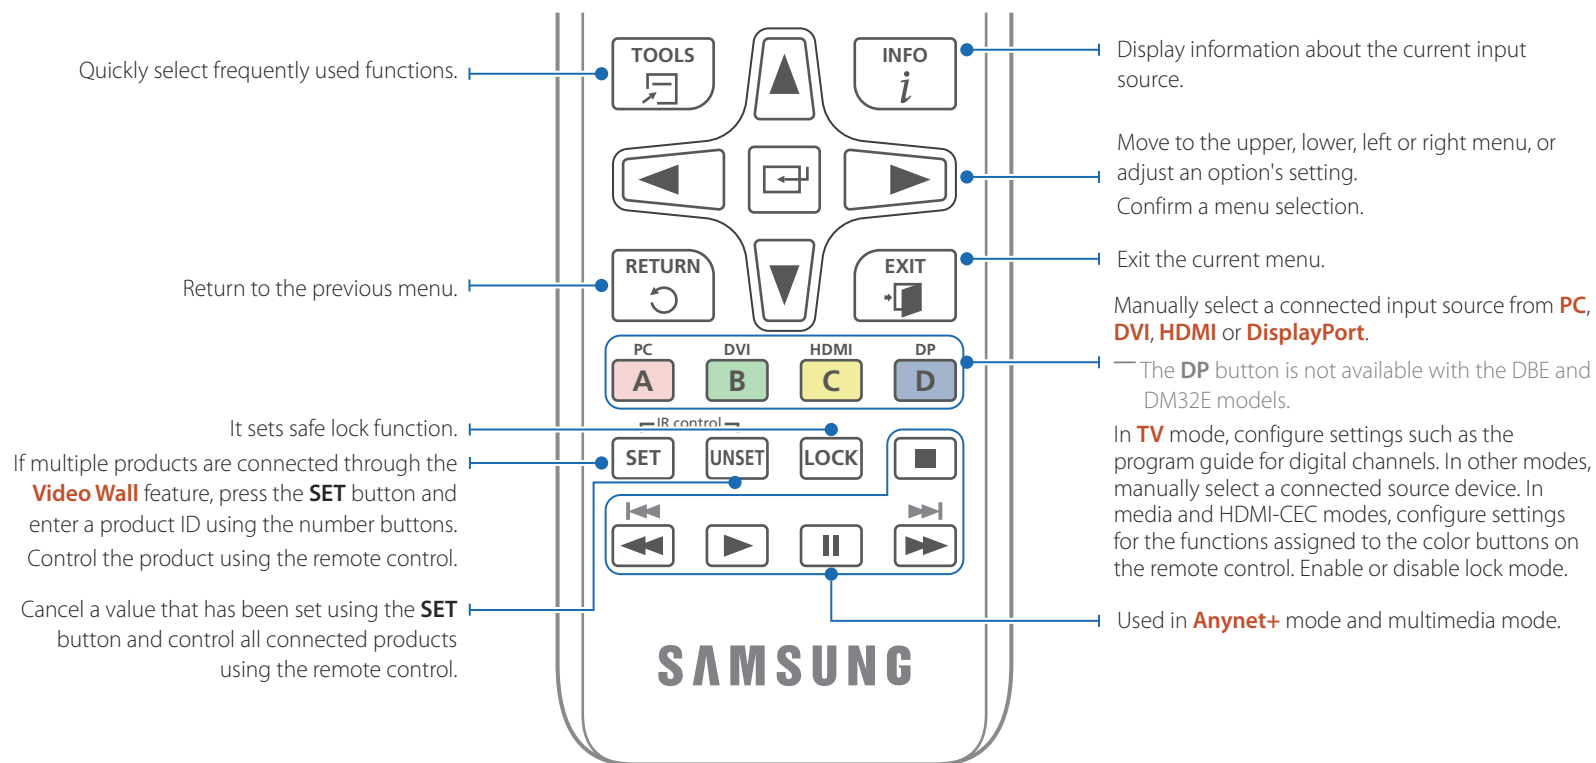 Quickly select frequently used functions.
Return to the previous menu.
It sets safe lock function.
If multiple products are connected through the
Video Wall feature, press the SET button and
enter a product ID using the number buttons.
Control the product using the remote control.
Cancel a value that has been set using the SET
button and control all connected products
using the remote control.
TOOLS
INFO
i
RETURN
EXIT
PC
DVI
HDMI
DP
A
B
C
D
IR control
SET
UNSET
LOCK
SAMSUNG
Display information about the current input
source.
Move to the upper, lower, left or right menu, or
adjust an option's setting.
Confirm a menu selection.
Exit the current menu.
Manually select a connected input source from PC,
DVI, HDMI or DisplayPort.
The DP button is not available with the DBE and
DM32E models.
In TV mode, configure settings such as the
program guide for digital channels. In other modes,
manually select a connected source device. In
media and HDMI-CEC modes, configure settings
for the functions assigned to the color buttons on
the remote control. Enable or disable lock mode.
Used in Anynet+ mode and multimedia mode.